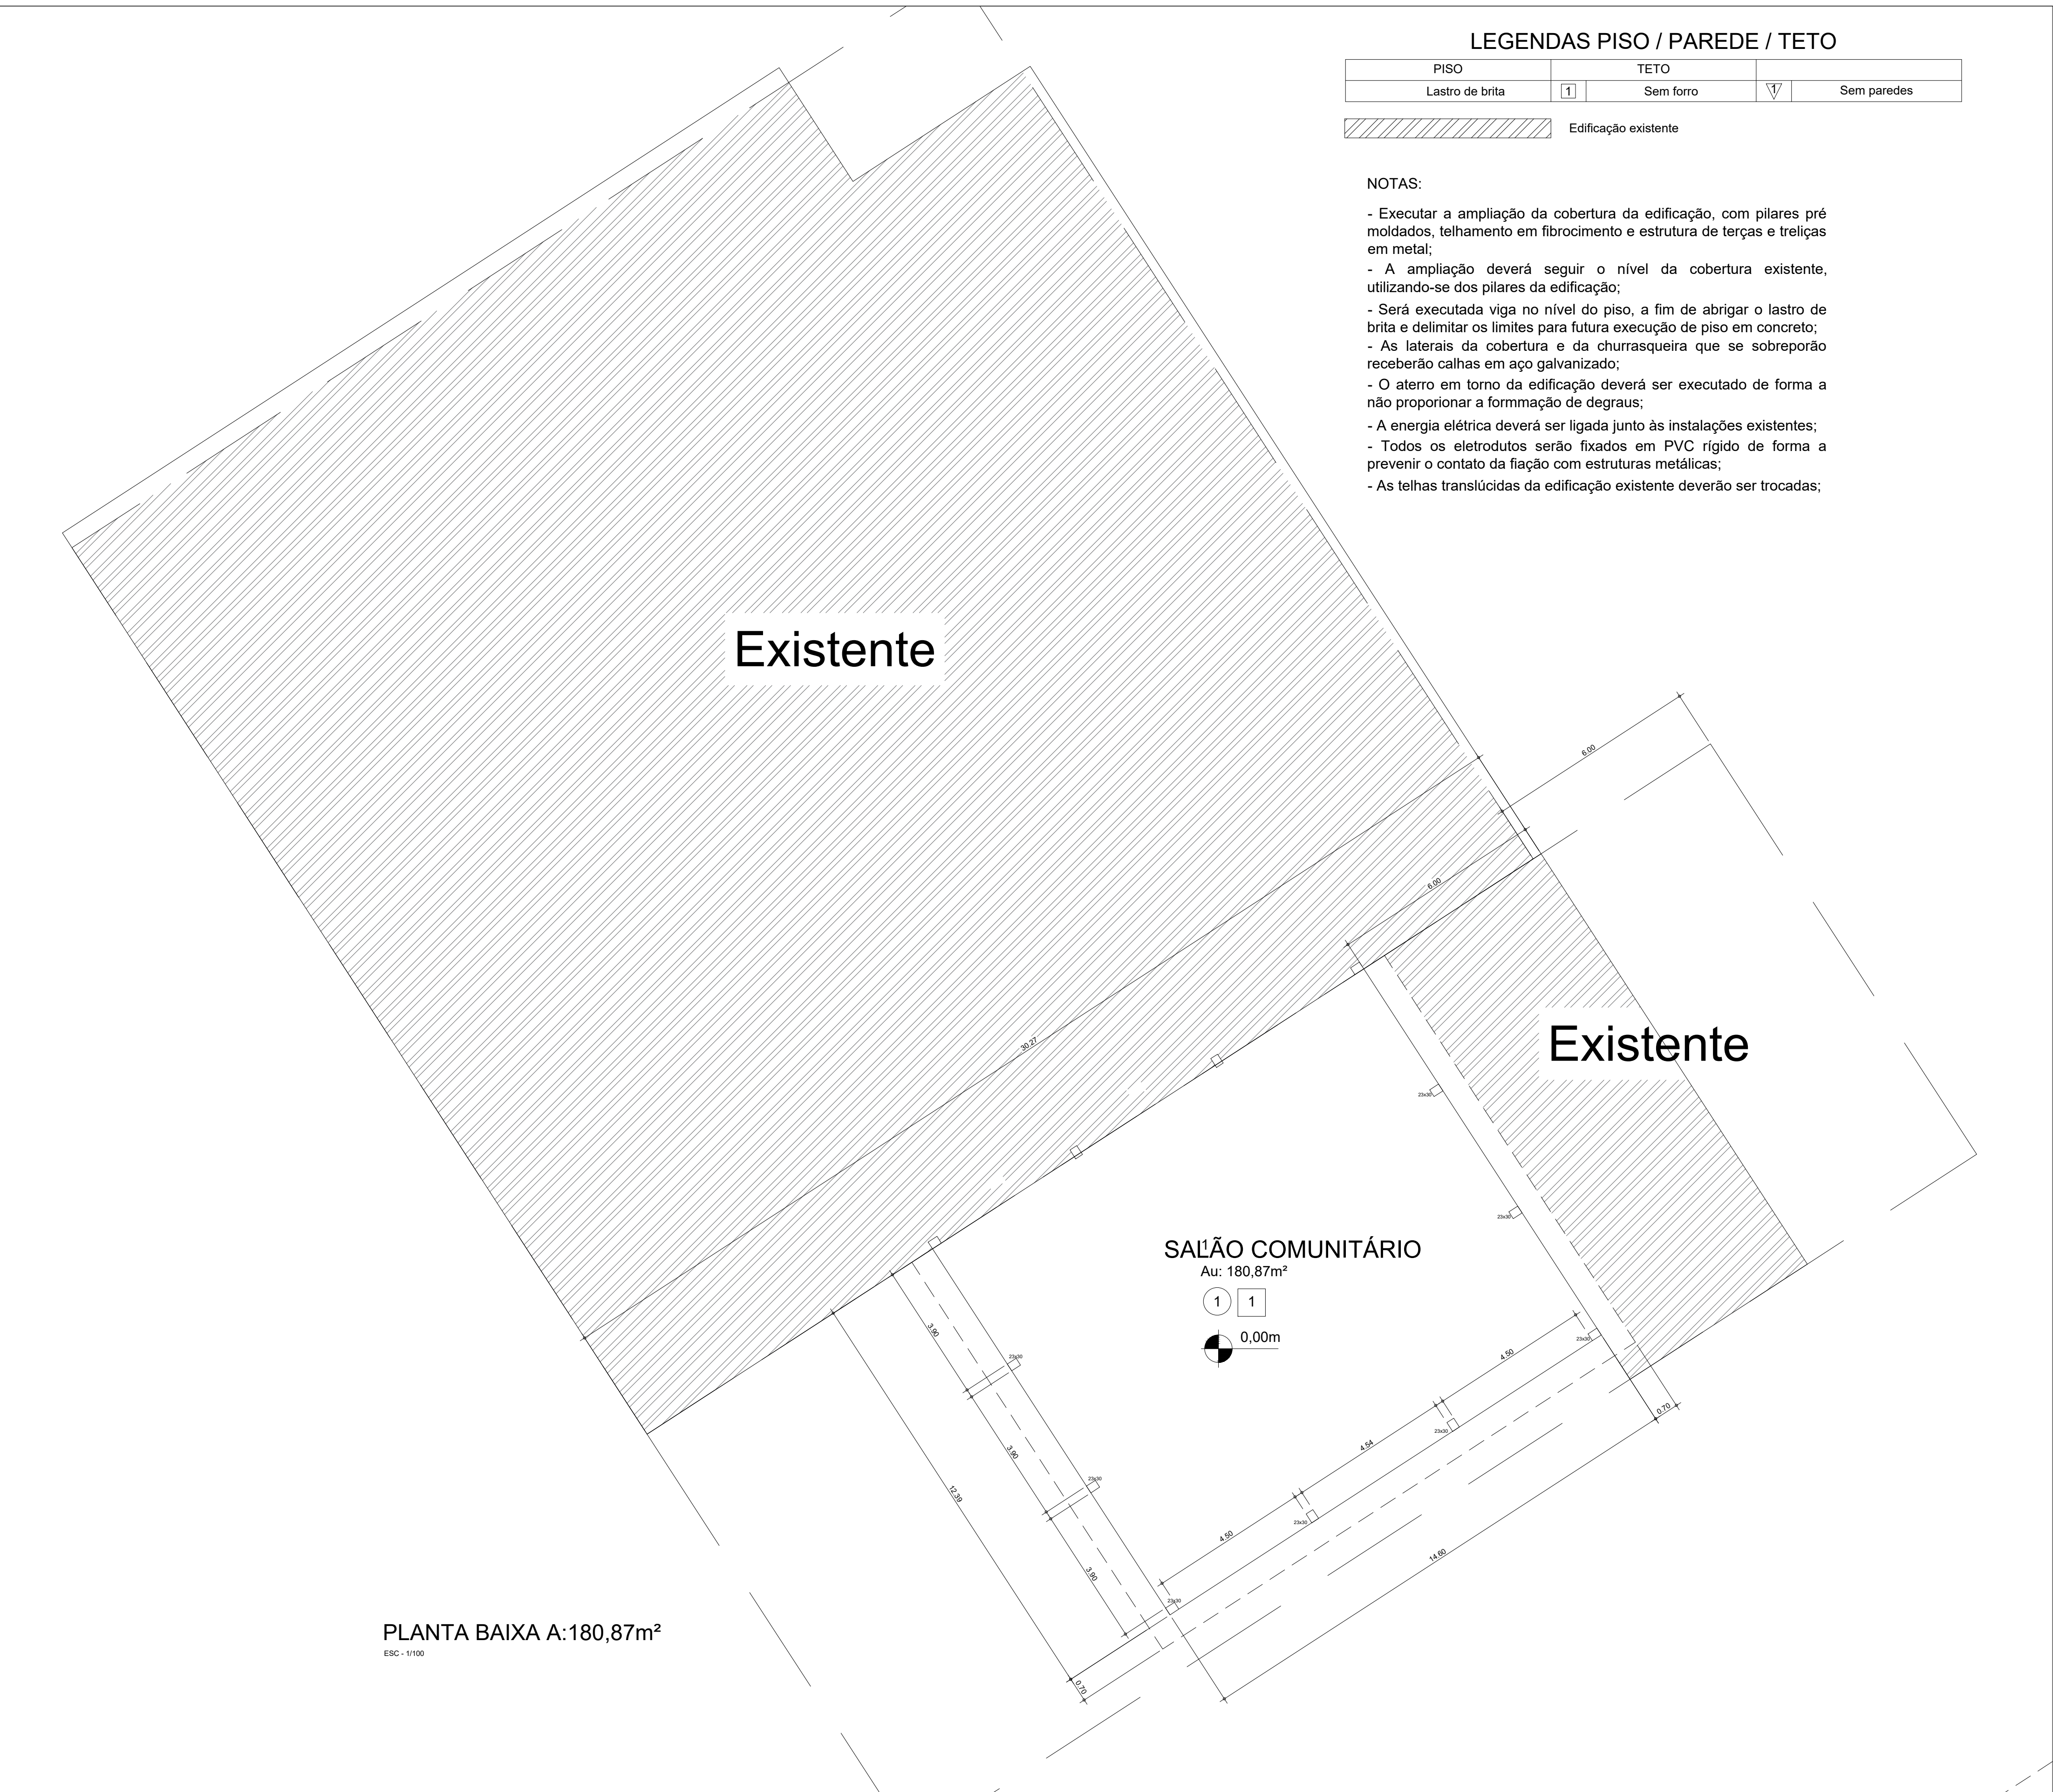 LEGENDAS PISO / PAREDE / TETO
PISO TETO
Lastro de brita 1 Sem forro 1 Sem paredes
Edificação existente
NOTAS:
- Executar a ampliação da cobertura da edificação, com pilares pré
moldados, telhamento em fibrocimento e estrutura de terças e treliças
em metal;
- A ampliação deverá seguir o nível da cobertura existente,
utilizando-se dos pilares da edificação;
- Será executada viga no nível do piso, a fim de abrigar o lastro de
brita e delimitar os limites para futura execução de piso em concreto;
- As laterais da cobertura e da churrasqueira que se sobreporão
receberão calhas em aço galvanizado;
- O aterro em torno da edificação deverá ser executado de forma a
não proporionar a formmação de degraus;
- A energia elétrica deverá ser ligada junto às instalações existentes;
- Todos os eletrodutos serão fixados em PVC rígido de forma a
prevenir o contato da fiação com estruturas metálicas;
- As telhas translúcidas da edificação existente deverão ser trocadas;
Existente
6.00
6.00
30.27
Existente
23x30
23x30
1
SALÃO COMUNITÁRIO
Au: 180,87m²
1 1
0,00m
3.90
23x30
23x30
4.50
0.70
4.54
23x30
3.90
23x30
12.39
4.50
23x30
14.60
3.90
23x30
0.70
PLANTA BAIXA A:180,87m²
ESC - 1/100